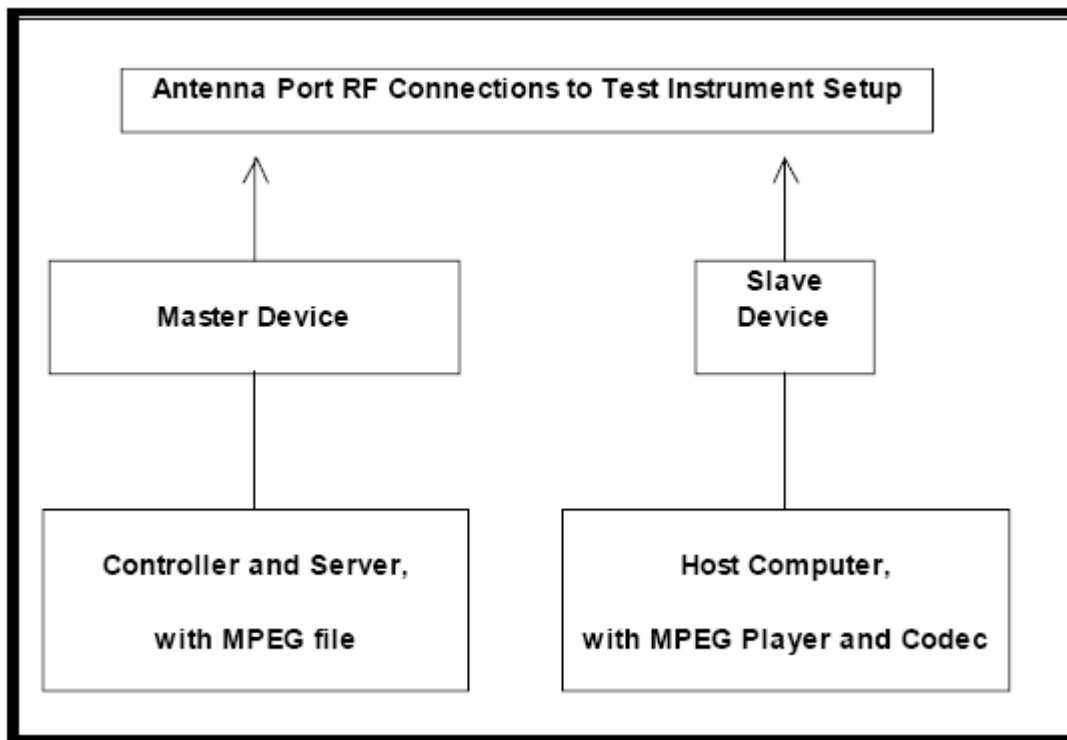 Antenna Port RF Connections to Test Instrument Setup
Master Device
Slave
Device
Controller and Server,
with MPEG file
Host Computer,
with MPEG Player and Codec